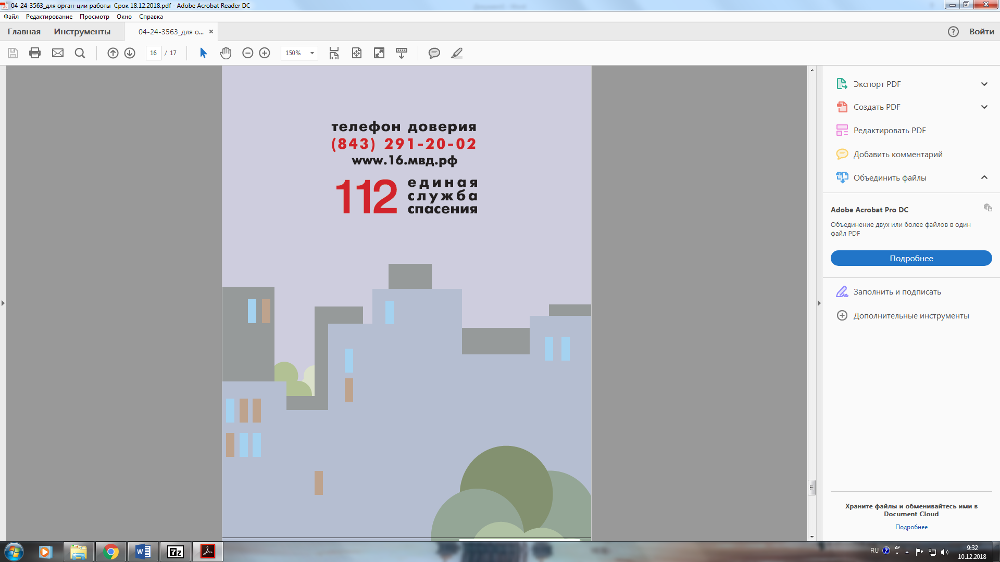 04-24-3563_для орган-ции работы  Срок 18.12.2018.pdf - Adobe Acrobat Reader DC
Файл Редактирование Просмотр Окно Справка
Главная Инструменты 04-24-3563_для о... × ? Войти
16 / 17 150%
телефон доверия
(843) 291-20-02
www.16.мвд.рф
112 единая
служба
спасения
Экспорт PDF
Создать PDF
Редактировать PDF
Добавить комментарий
Объединить файлы
Adobe Acrobat Pro DC
Объединение двух или более файлов в один
файл PDF
Подробнее
Заполнить и подписать
Дополнительные инструменты
Храните файлы и обменивайтесь ими в
Document Cloud
Подробнее
RU
9:32
10.12.2018